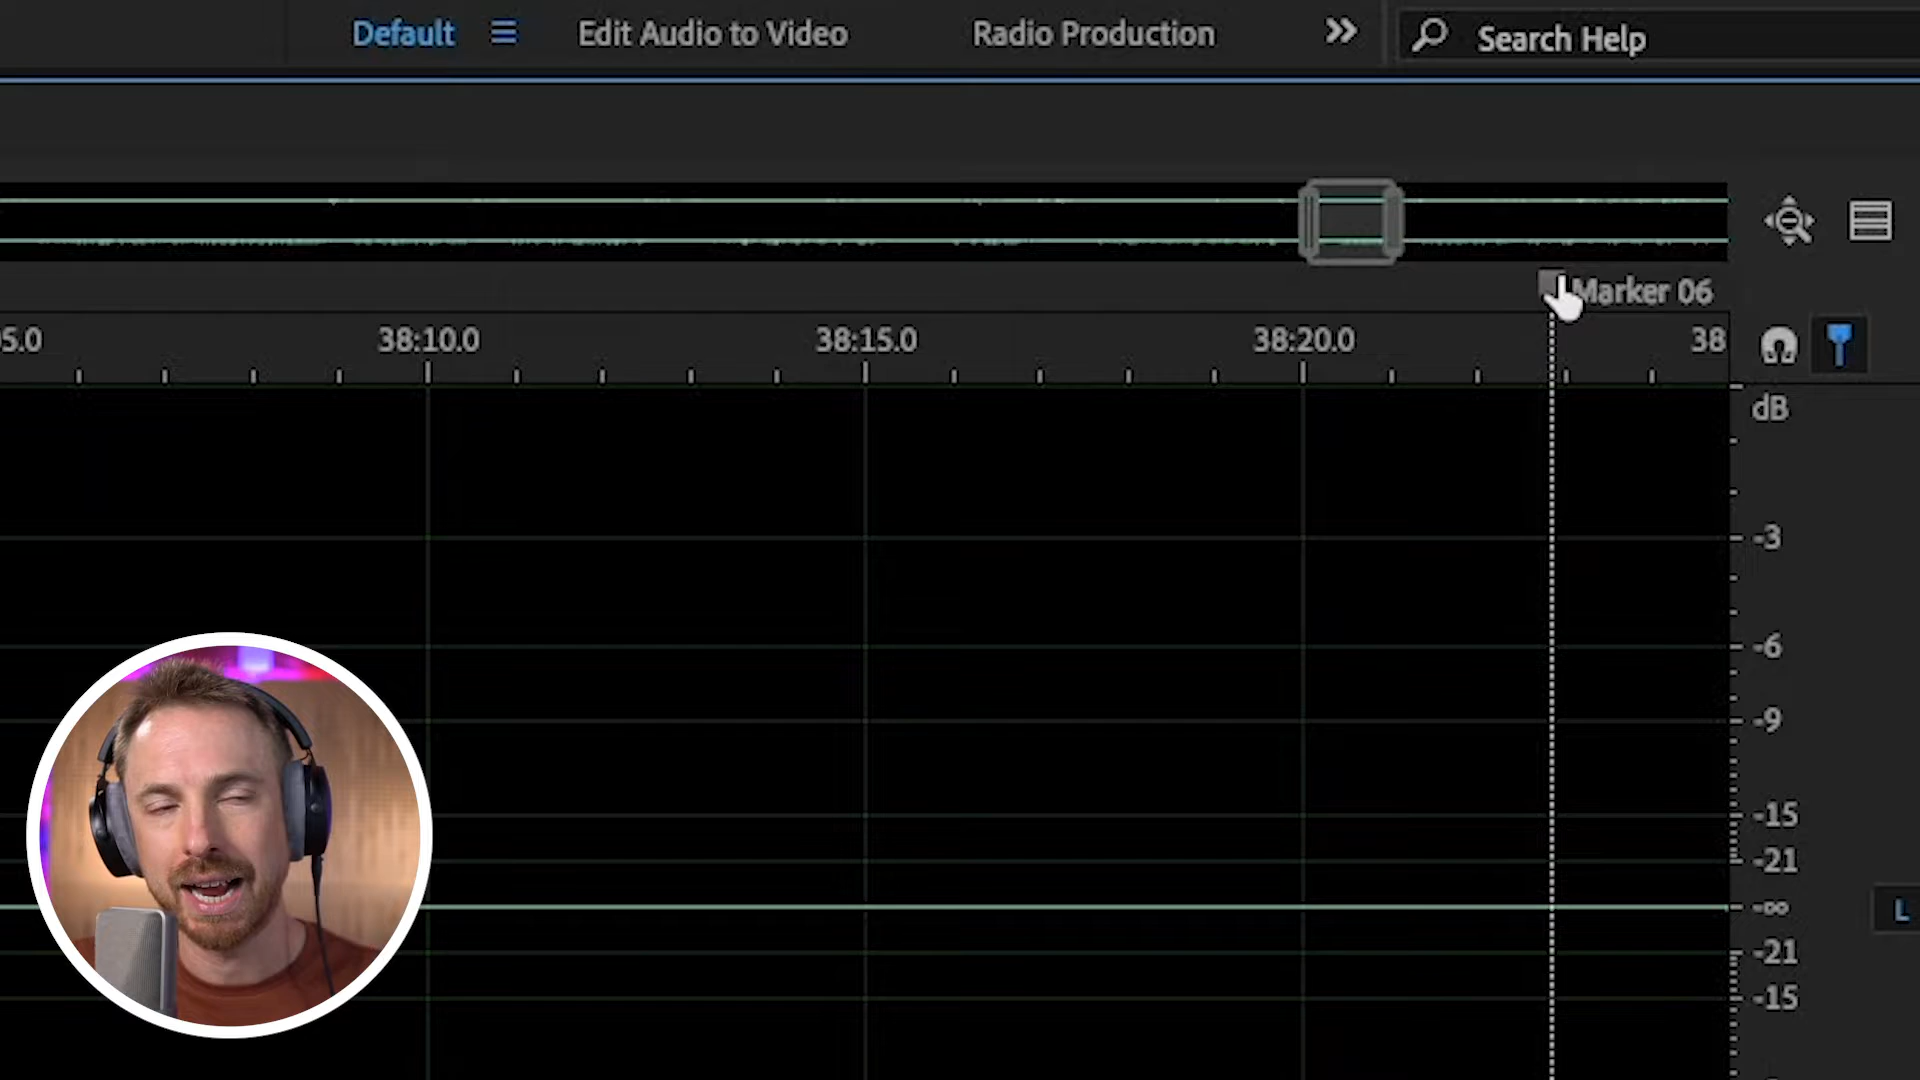 Default Edit Audio to Video Radio Production Search Help
Marker 06
5.0 38:10.0 38:15.0 38:20.0 38
dB
-3
-6
-9
-15
-21
-∞ L
-21
-15